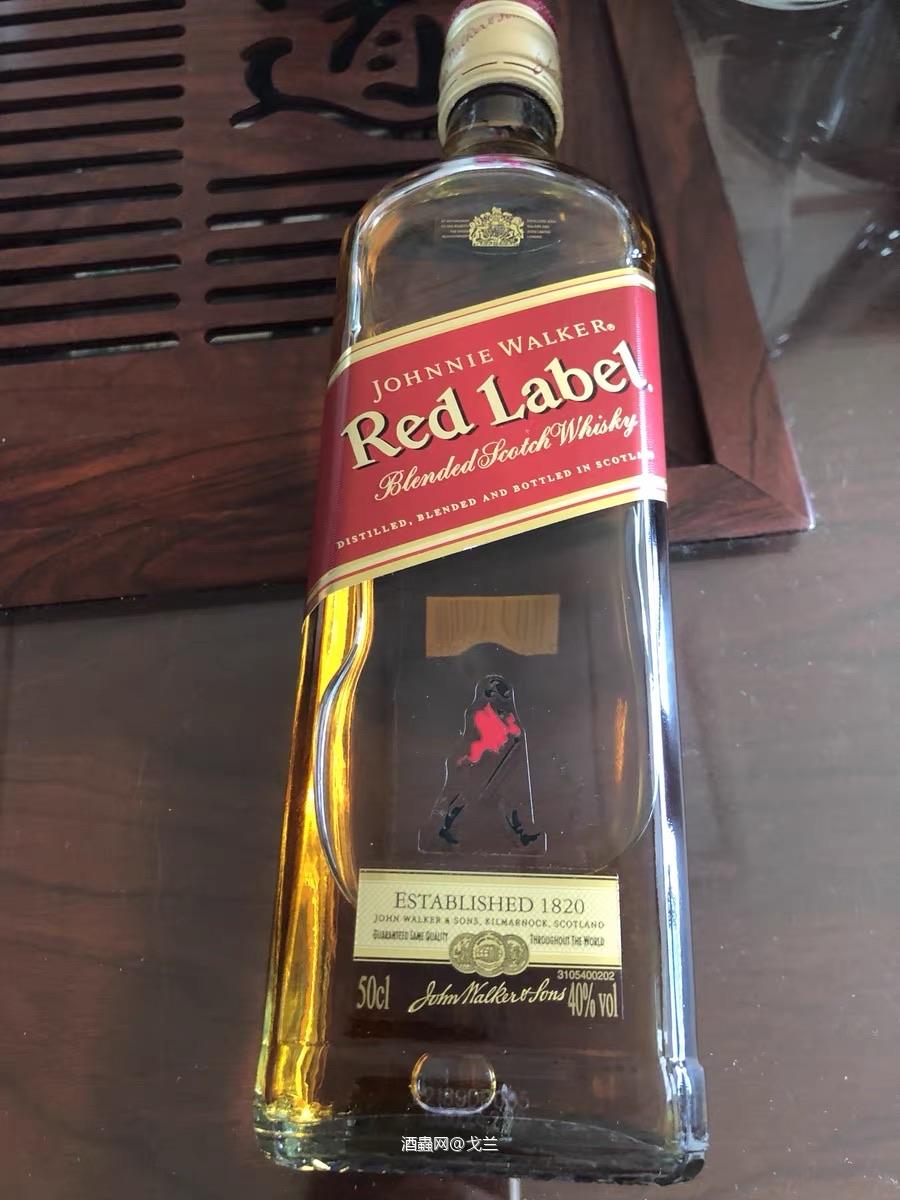 JOHNNIE WALKER®
Red Label
Blended Scotch Whisky
DISTILLED, BLENDED AND BOTTLED IN SCOTLA
ESTABLISHED 1820
JOHN WALKER & SONS, KILMARNOCK, SCOTLAND
GUARANTEED SAME QUALITY THROUGHOUT THE WORLD
3105400202
50cl John Walker & Sons 40% vol
酒蟲网@戈兰